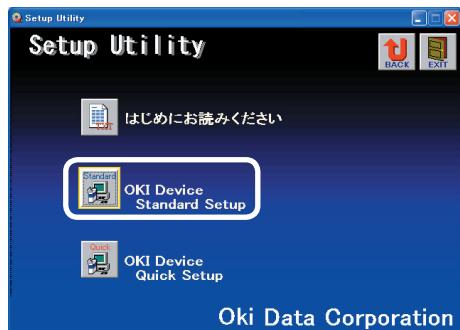 Setup Utility
Setup Utility
BACK
EXIT
TXT
はじめにお読みください
Standard
OKI Device
Standard Setup
Quick
OKI Device
Quick Setup
Oki Data Corporation